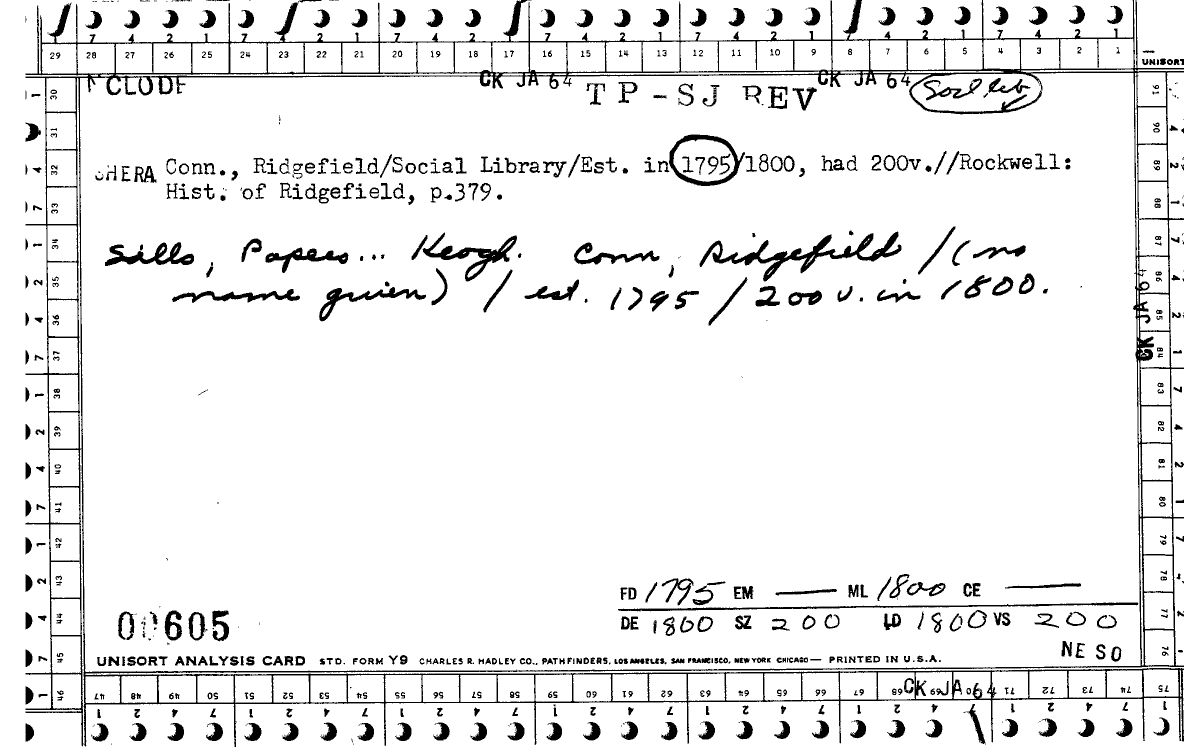 7 4 2 1 7 4 2 1 7 4 2 1 7 4 2 1 7 4 2 1 7 4 2 1 7 4 2 1
29 28 27 26 25 24 23 22 21 20 19 18 17 16 15 14 13 12 11 10 9 8 7 6 5 4 3 2 1
UNISORT
CLODE CK JA 64 TP-SJ REV CK JA 64 Soc lib
SHERA Conn., Ridgefield/Social Library/Est. in 1795/1800, had 200v.//Rockwell:
Hist. of Ridgefield, p.379.
Sills, Papers... Keogh. Conn, Ridgefield / (no
name given) / est. 1795 / 200 v. in 1800.
CK JA 64
FD 1795 EM — ML 1800 CE —
DE 1800 SZ 200 LD 1800 VS 200
00605
NE SO
UNISORT ANALYSIS CARD STD. FORM Y9 CHARLES R. HADLEY CO., PATHFINDERS, LOS ANGELES, SAN FRANCISCO, NEW YORK CHICAGO — PRINTED IN U.S.A.
30 31 32 33 34 35 36 37 38 39 40 41 42 43 44 45 46
91 90 89 88 87 86 85 84 83 82 81 80 79 78 77 76 75
47 48 49 50 51 52 53 54 55 56 57 58 59 60 61 62 63 64 65 66 67 68 69 70 71 72 73 74
CK JA 64